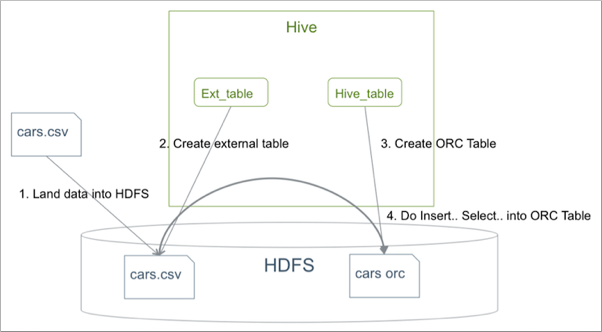 Hive
Ext_table
Hive_table
cars.csv
2. Create external table
3. Create ORC Table
1. Land data into HDFS
4. Do Insert.. Select.. into ORC Table
HDFS
cars.csv
cars orc